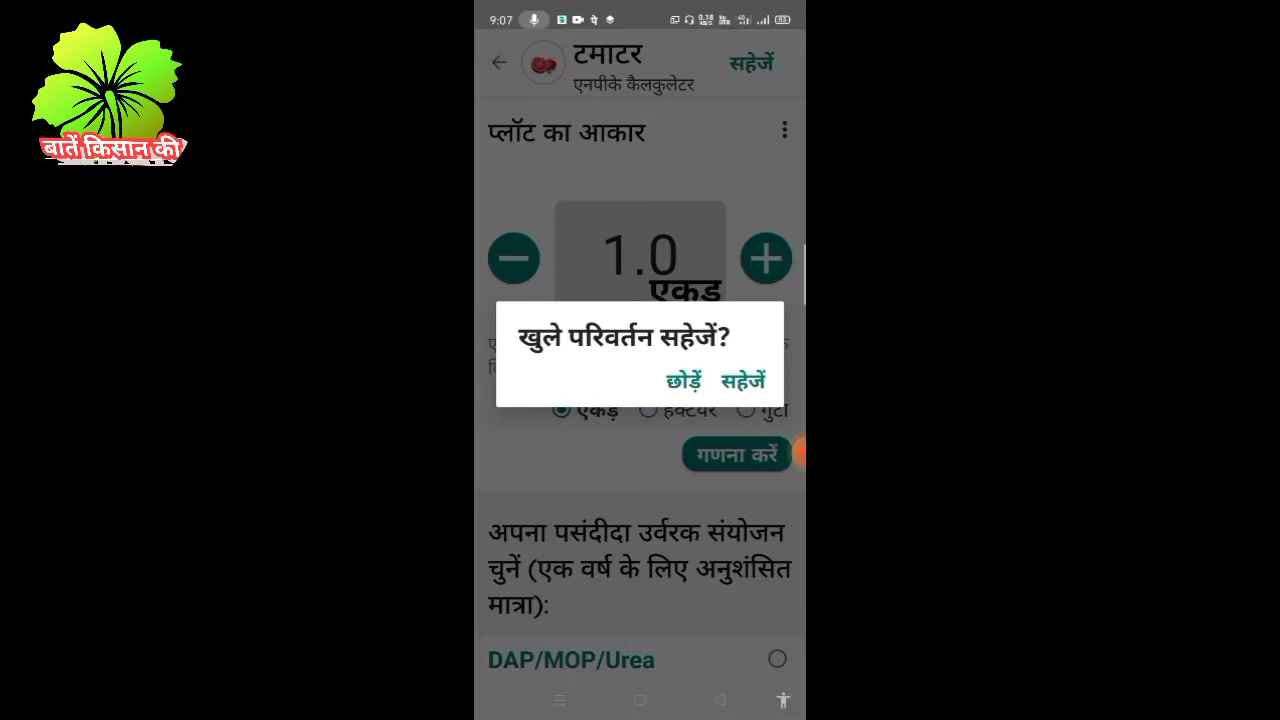 बातें किसान की
9:07
टमाटर
एनपीके कैलकुलेटर
सहेजें
प्लॉट का आकार
1.0
एकड़
खुले परिवर्तन सहेजें?
छोड़ें सहेजें
एकड़ हेक्टेयर गुंटा
गणना करें
अपना पसंदीदा उर्वरक संयोजन
चुनें (एक वर्ष के लिए अनुशंसित
मात्रा):
DAP/MOP/Urea